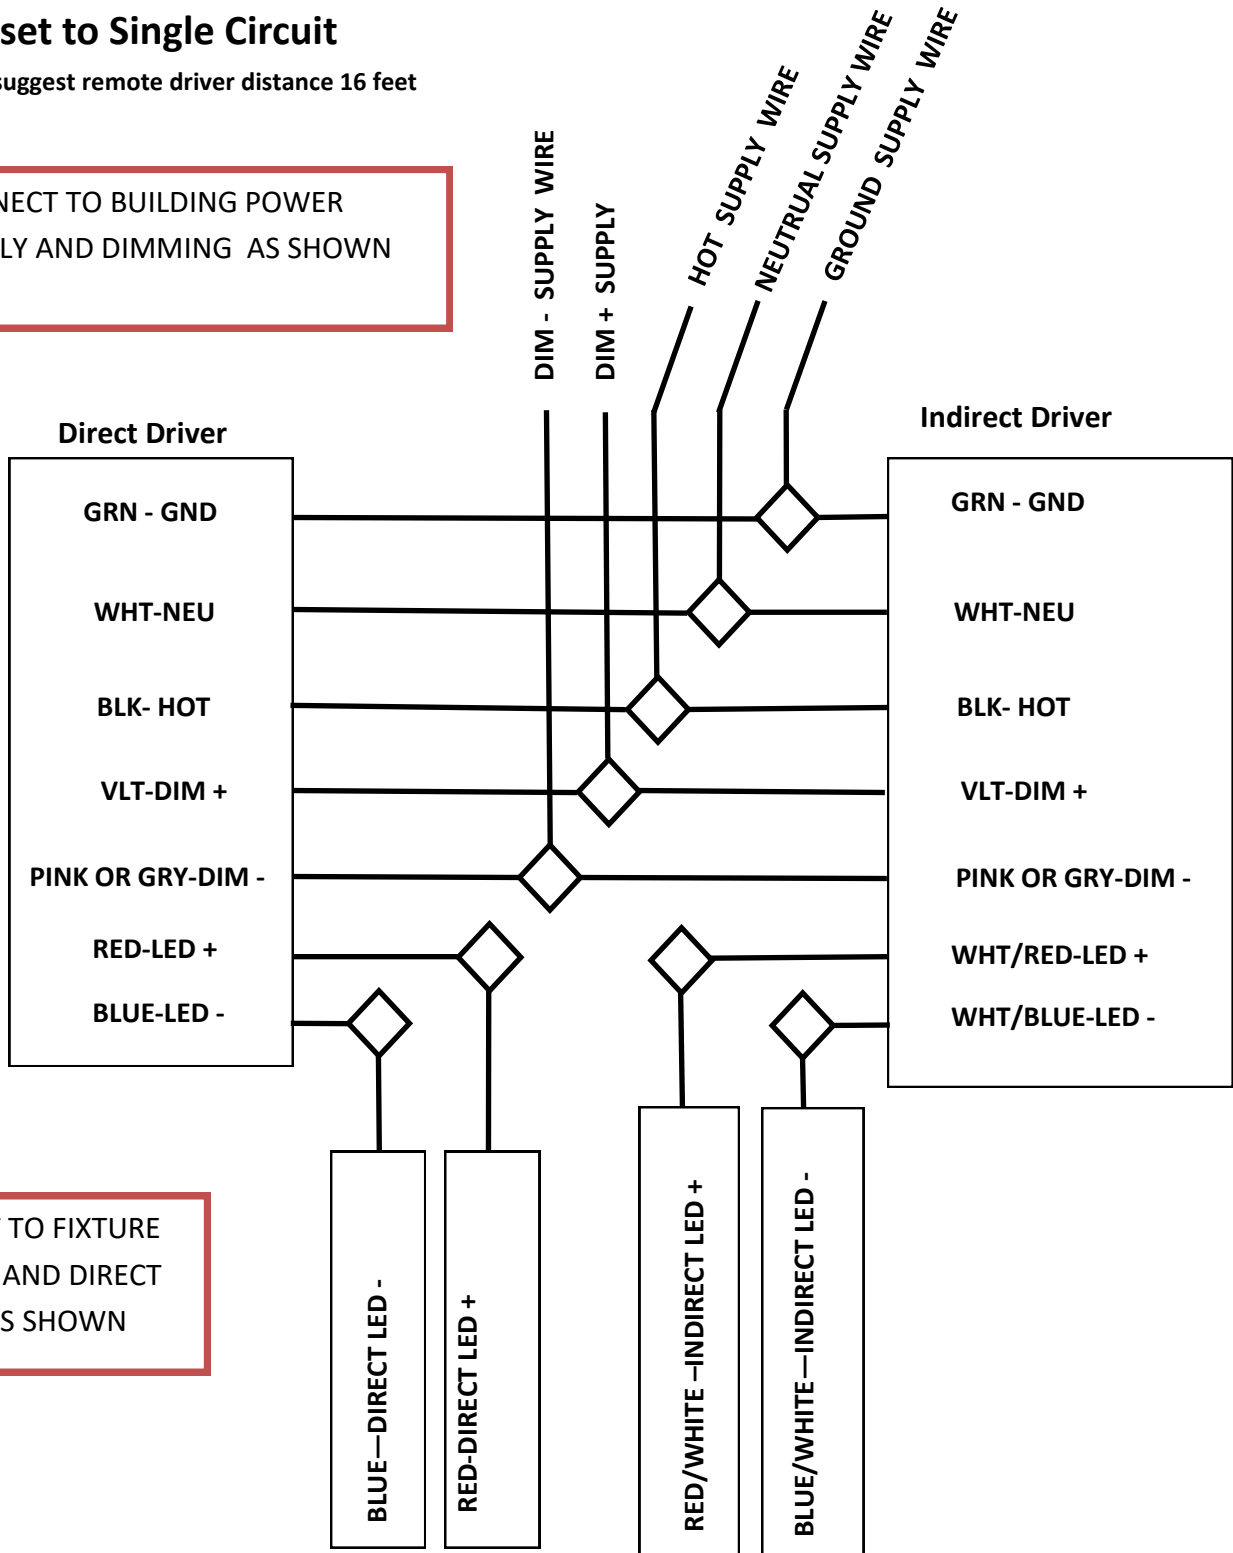 set to Single Circuit
suggest remote driver distance 16 feet
NECT TO BUILDING POWER
LY AND DIMMING AS SHOWN
DIM - SUPPLY WIRE
DIM + SUPPLY
HOT SUPPLY WIRE
NEUTRUAL SUPPLY WIRE
GROUND SUPPLY WIRE
Direct Driver
GRN - GND
WHT-NEU
BLK- HOT
VLT-DIM +
PINK OR GRY-DIM -
RED-LED +
BLUE-LED -
Indirect Driver
GRN - GND
WHT-NEU
BLK- HOT
VLT-DIM +
PINK OR GRY-DIM -
WHT/RED-LED +
WHT/BLUE-LED -
TO FIXTURE
AND DIRECT
S SHOWN
BLUE—DIRECT LED -
RED-DIRECT LED +
RED/WHITE –INDIRECT LED +
BLUE/WHITE—INDIRECT LED -